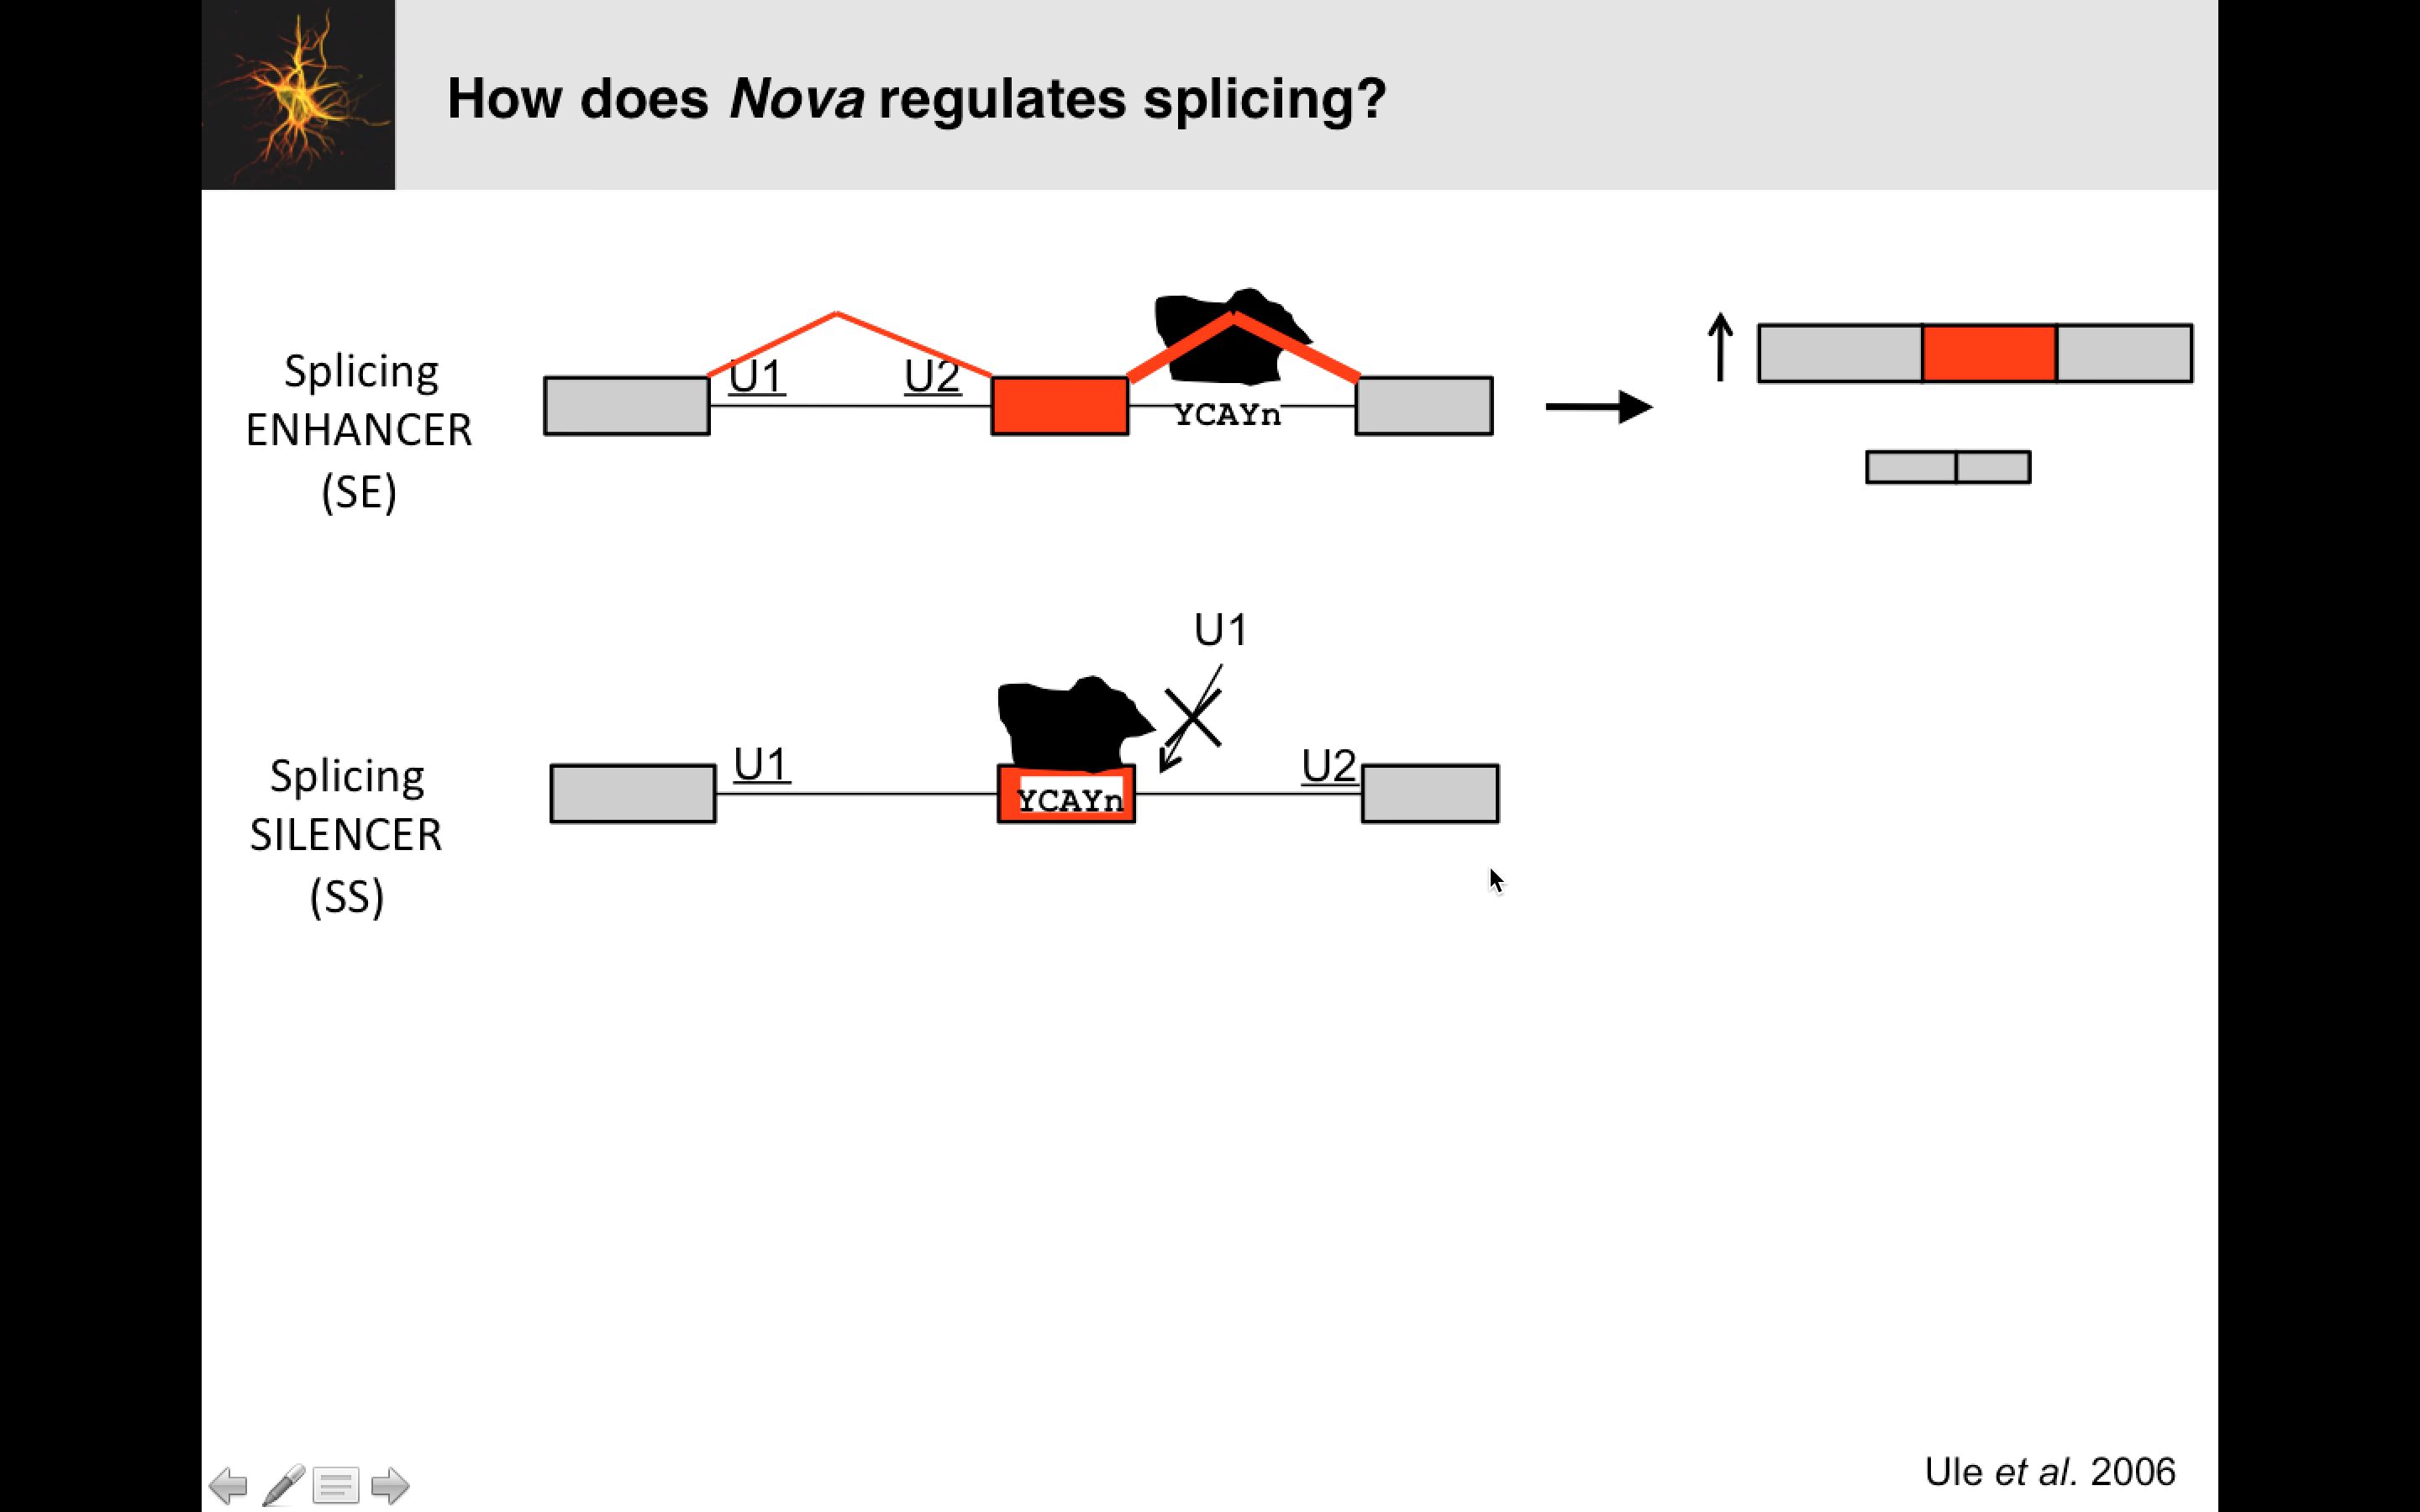 How does Nova regulates splicing?
Splicing
ENHANCER
(SE)
U1
U2
YCAYn
U1
Splicing
SILENCER
(SS)
U1
YCAYn
U2
Ule et al. 2006